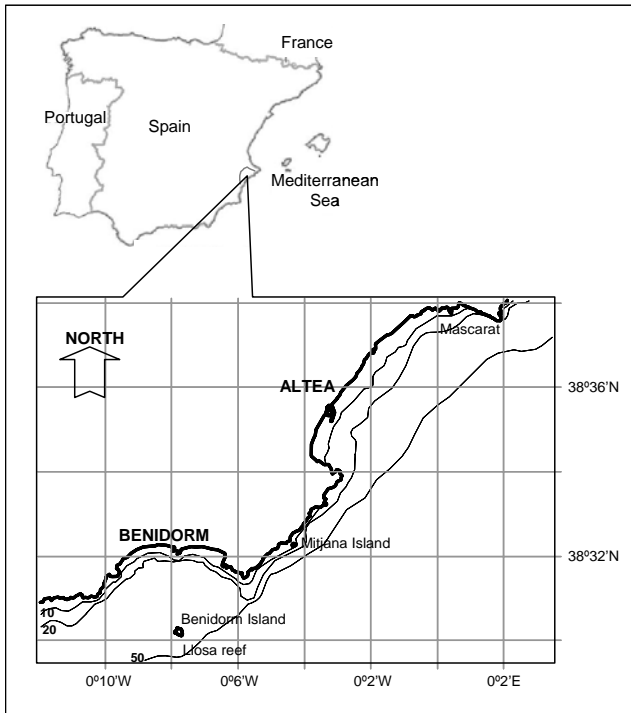 France
Portugal
Spain
Mediterranean
Sea
NORTH
Mascarat
ALTEA
38º36'N
BENIDORM
Mitjana Island
38º32'N
10
Benidorm Island
20
Llosa reef
50
0º10'W
0º6'W
0º2'W
0º2'E